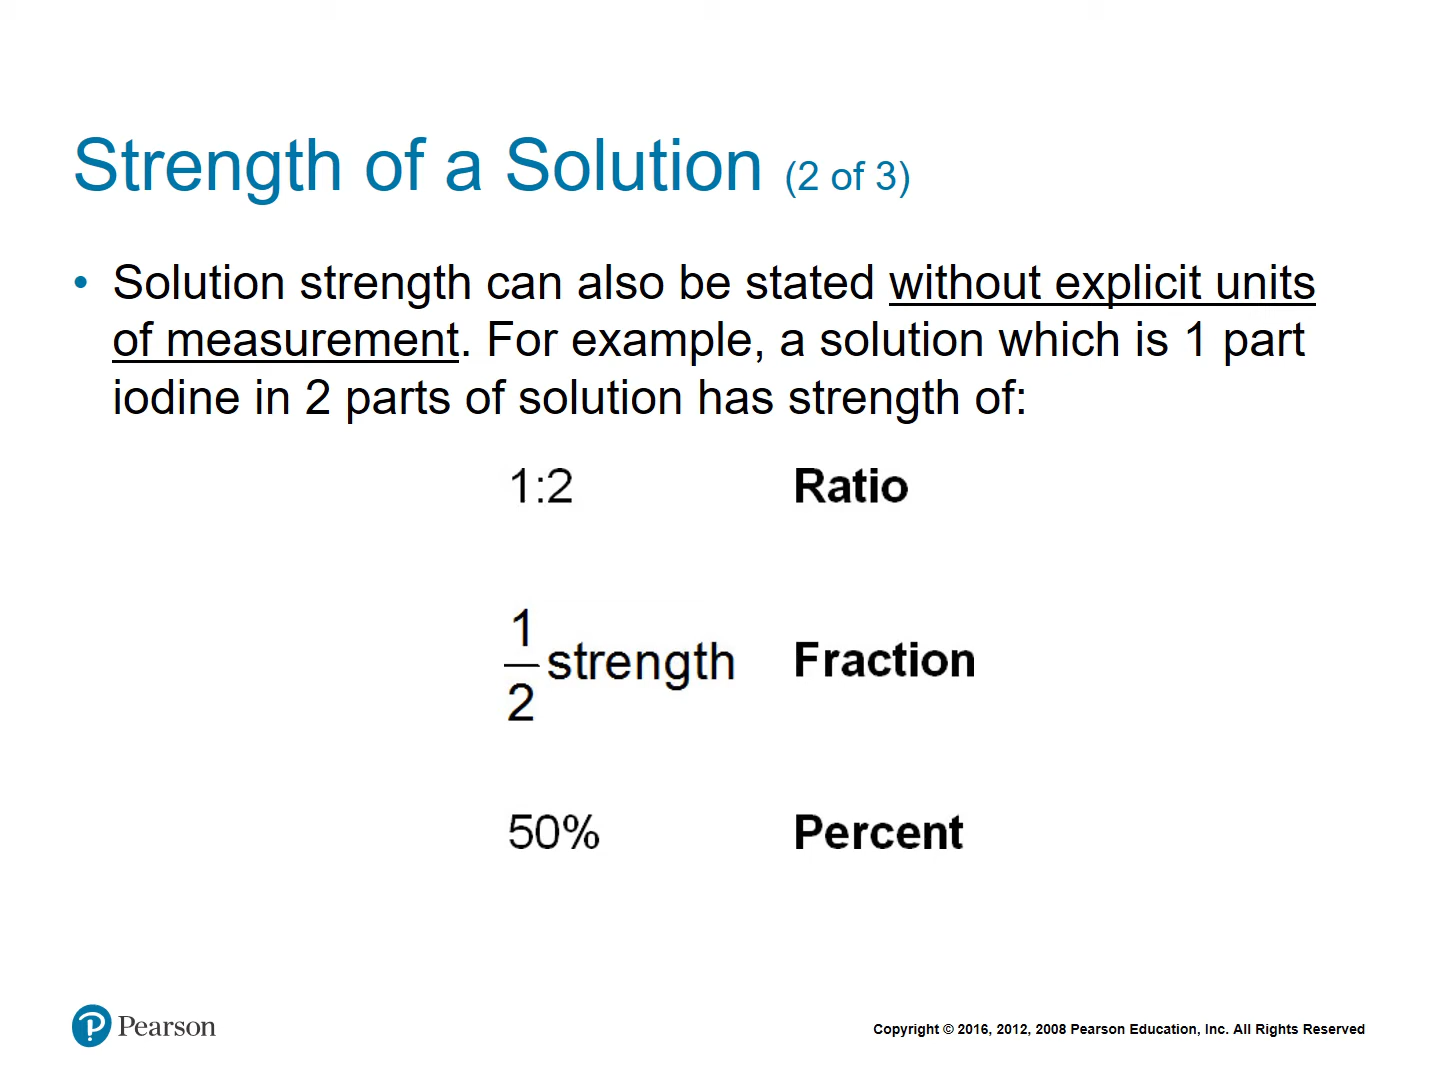 Strength of a Solution (2 of 3)
• Solution strength can also be stated without explicit units
of measurement. For example, a solution which is 1 part
iodine in 2 parts of solution has strength of:
1:2 Ratio
1/2 strength Fraction
50% Percent
Pearson
Copyright © 2016, 2012, 2008 Pearson Education, Inc. All Rights Reserved